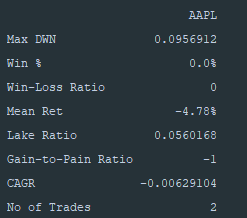 AAPL
Max DWN 0.0956912
Win % 0.0%
Win-Loss Ratio 0
Mean Ret -4.78%
Lake Ratio 0.0560168
Gain-to-Pain Ratio -1
CAGR -0.00629104
No of Trades 2